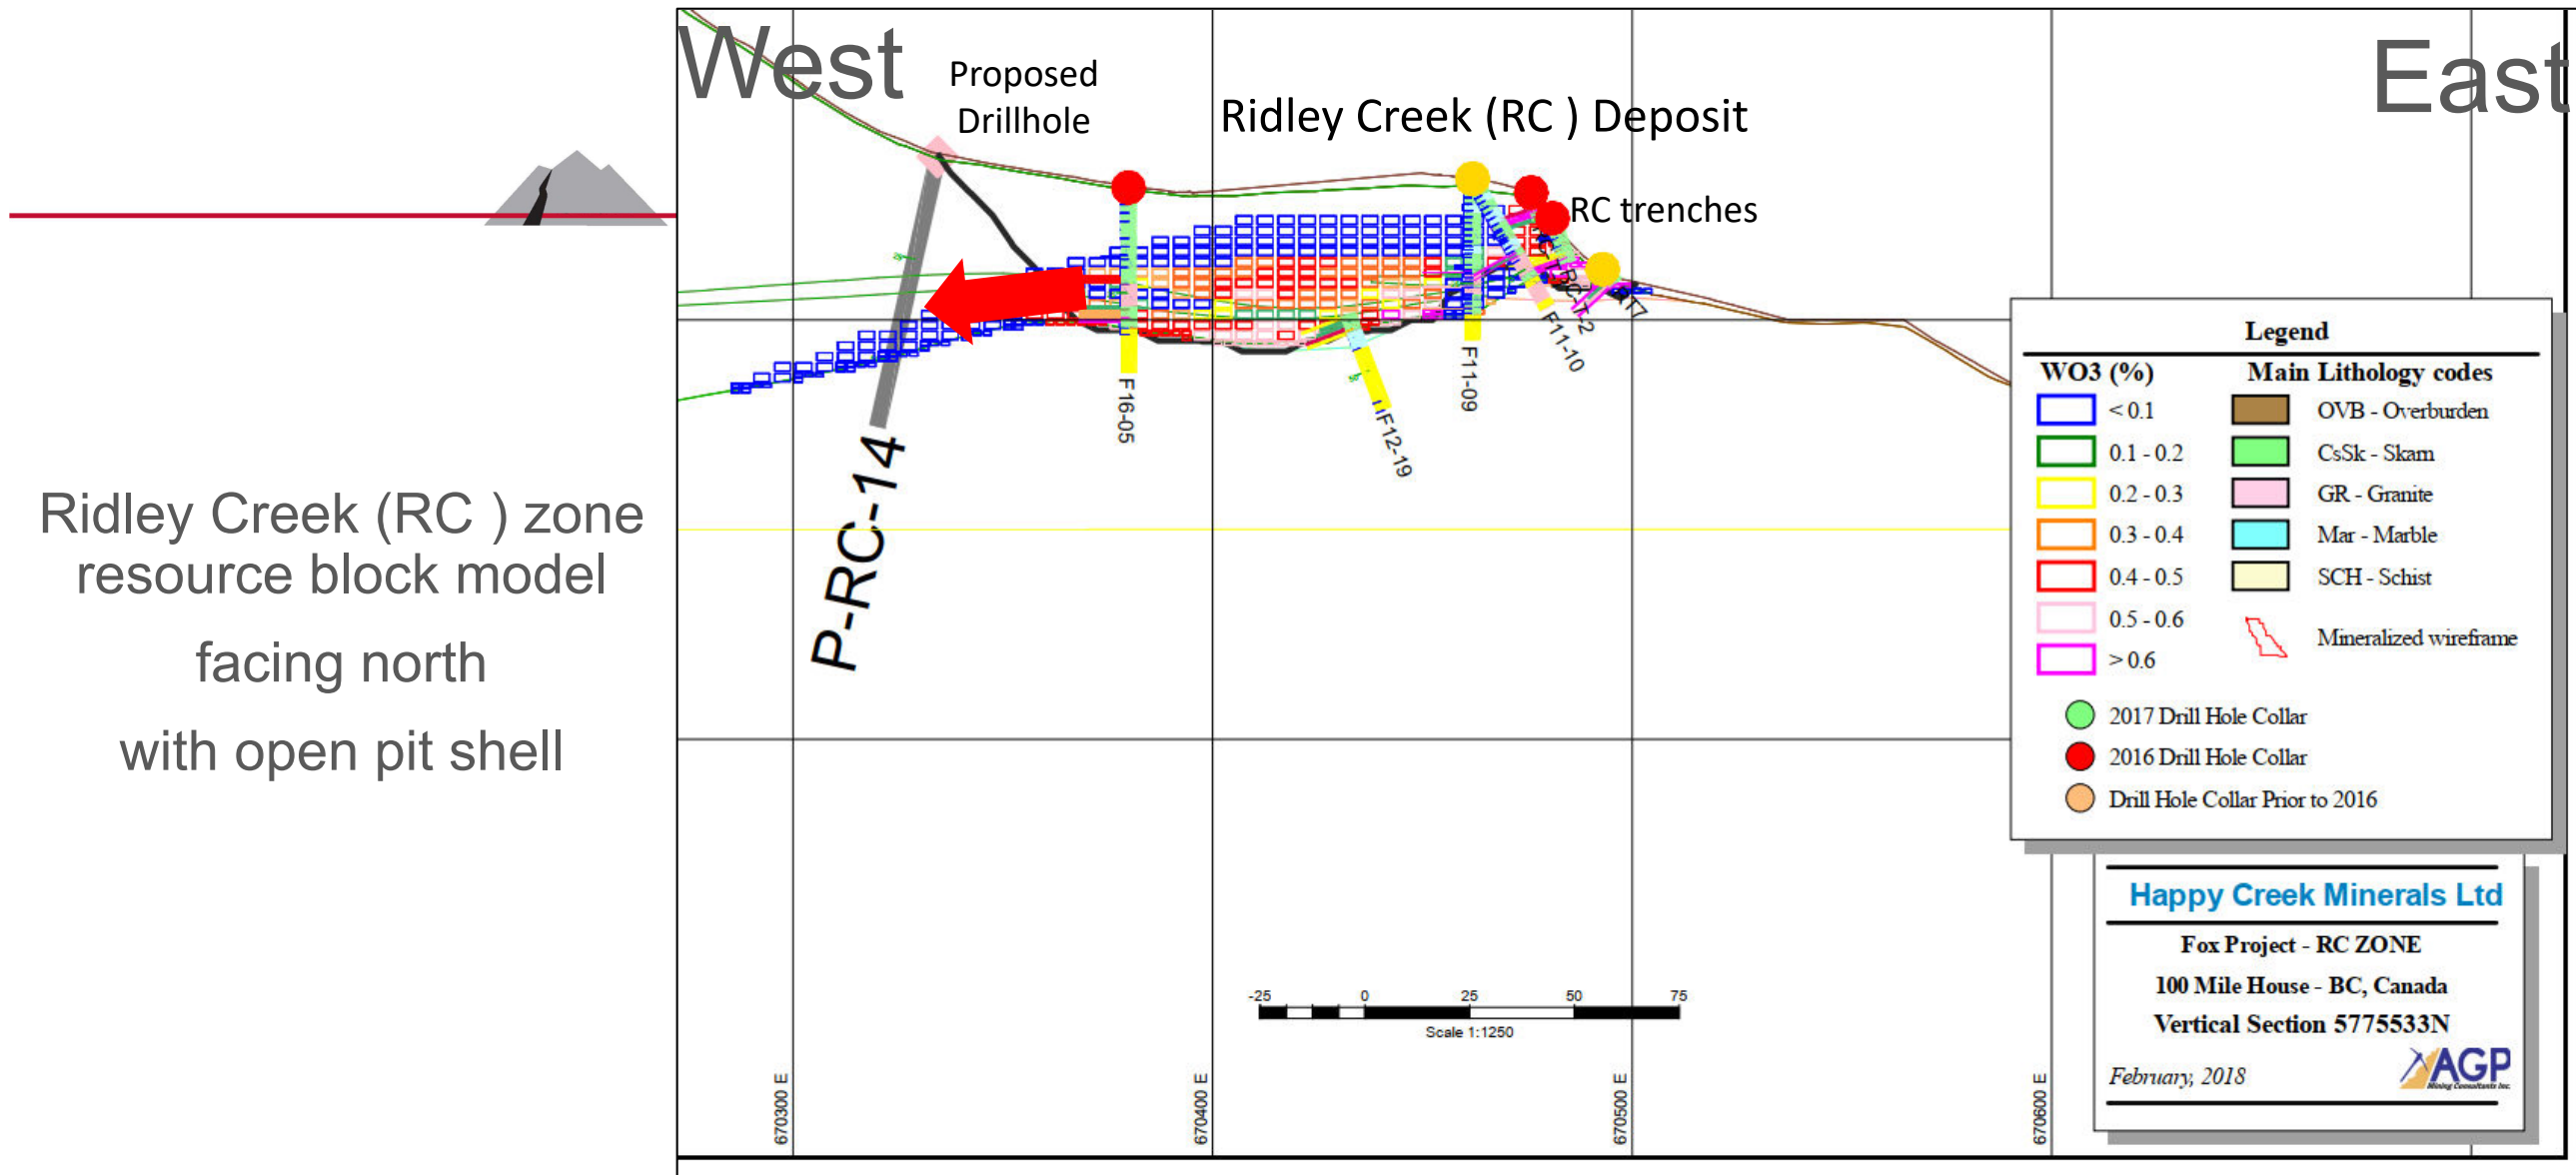 West
East
Proposed
Drillhole
Ridley Creek (RC ) Deposit
RC trenches
Ridley Creek (RC ) zone
resource block model
facing north
with open pit shell
P-RC-14
F16-05
F12-19
F11-09
F11-10
Legend
WO3 (%)
Main Lithology codes
< 0.1
OVB - Overburden
0.1 - 0.2
CsSk - Skarn
0.2 - 0.3
GR - Granite
0.3 - 0.4
Mar - Marble
0.4 - 0.5
SCH - Schist
0.5 - 0.6
Mineralized wireframe
> 0.6
2017 Drill Hole Collar
2016 Drill Hole Collar
Drill Hole Collar Prior to 2016
Happy Creek Minerals Ltd
Fox Project - RC ZONE
100 Mile House - BC, Canada
Vertical Section 5775533N
February, 2018
AGP
Mining Consultants Inc.
-25 0 25 50 75
Scale 1:1250
670300 E
670400 E
670500 E
670600 E